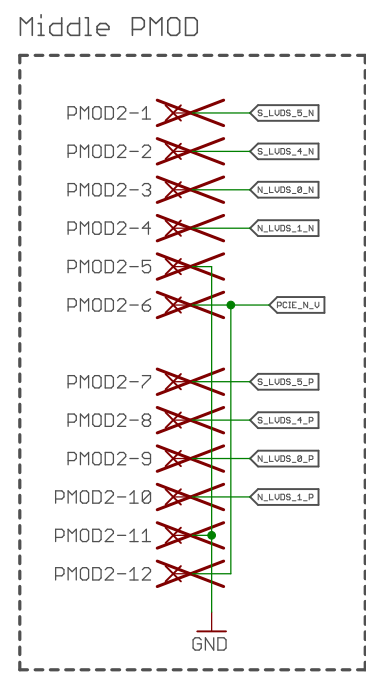 Middle PMOD
PMOD2-1 S_LVDS_5_N
PMOD2-2 S_LVDS_4_N
PMOD2-3 N_LVDS_0_N
PMOD2-4 N_LVDS_1_N
PMOD2-5
PMOD2-6 PCIE_N_V
PMOD2-7 S_LVDS_5_P
PMOD2-8 S_LVDS_4_P
PMOD2-9 N_LVDS_0_P
PMOD2-10 N_LVDS_1_P
PMOD2-11
PMOD2-12
GND